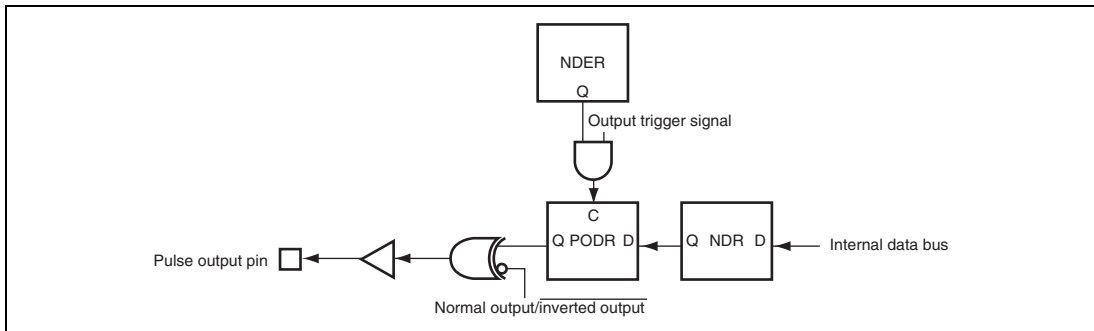 NDER
Q
Output trigger signal
C
Q PODR D
Q NDR D
Internal data bus
Pulse output pin
Normal output/inverted output